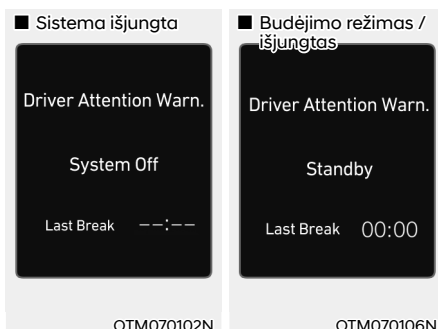 ■ Sistema išjungta
Driver Attention Warn.
System Off
Last Break --:--
OTM070102N
■ Budėjimo režimas /
išjungtas
Driver Attention Warn.
Standby
Last Break 00:00
OTM070106N